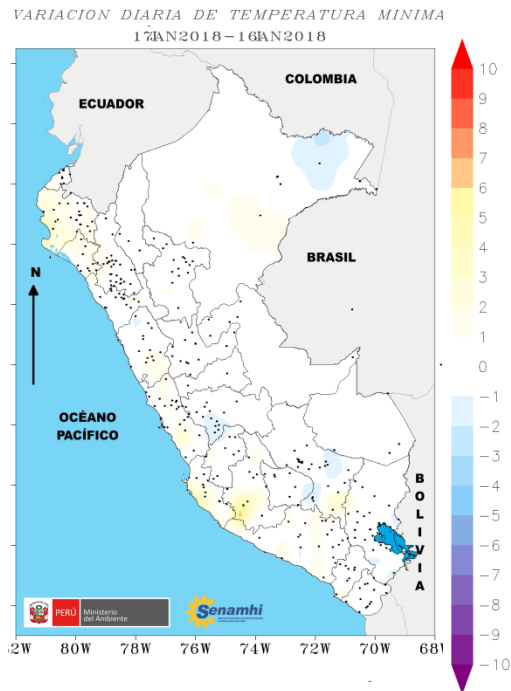 VARIACION DIARIA DE TEMPERATURA MINIMA
17JAN2018-16JAN2018
COLOMBIA
ECUADOR
BRASIL
N
OCÉANO
PACÍFICO
BOLIVIA
PERÚ
Ministerio
del Ambiente
Senamhi
82W 80W 78W 76W 74W 72W 70W 68W
10
9
8
7
6
5
4
3
2
1
0
-1
-2
-3
-4
-5
-6
-7
-8
-9
-10